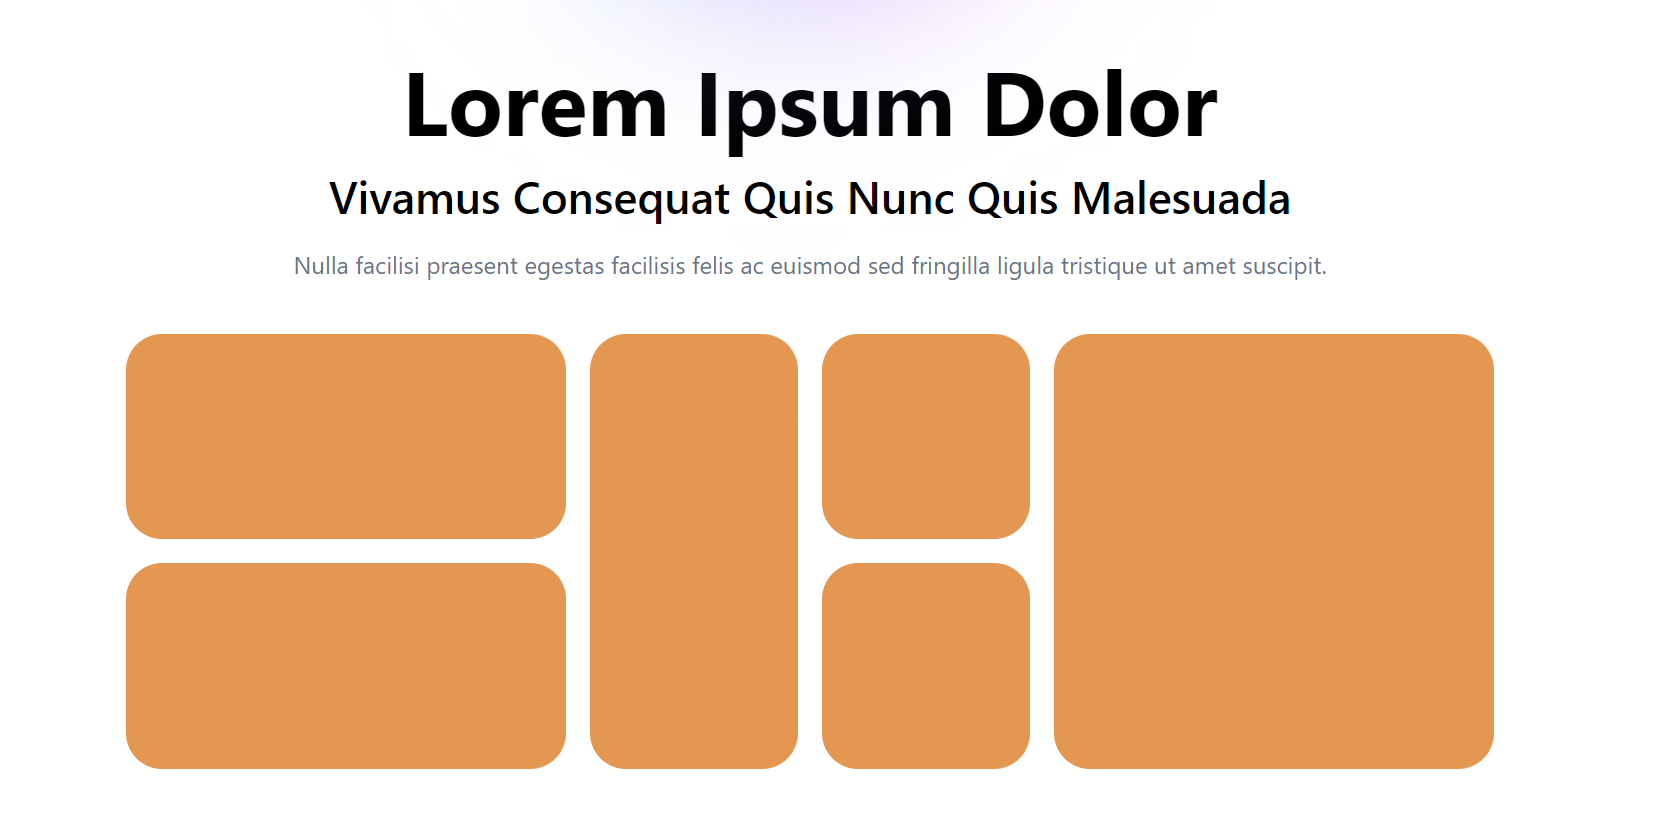 Lorem Ipsum Dolor
Vivamus Consequat Quis Nunc Quis Malesuada
Nulla facilisi praesent egestas facilisis felis ac euismod sed fringilla ligula tristique ut amet suscipit.